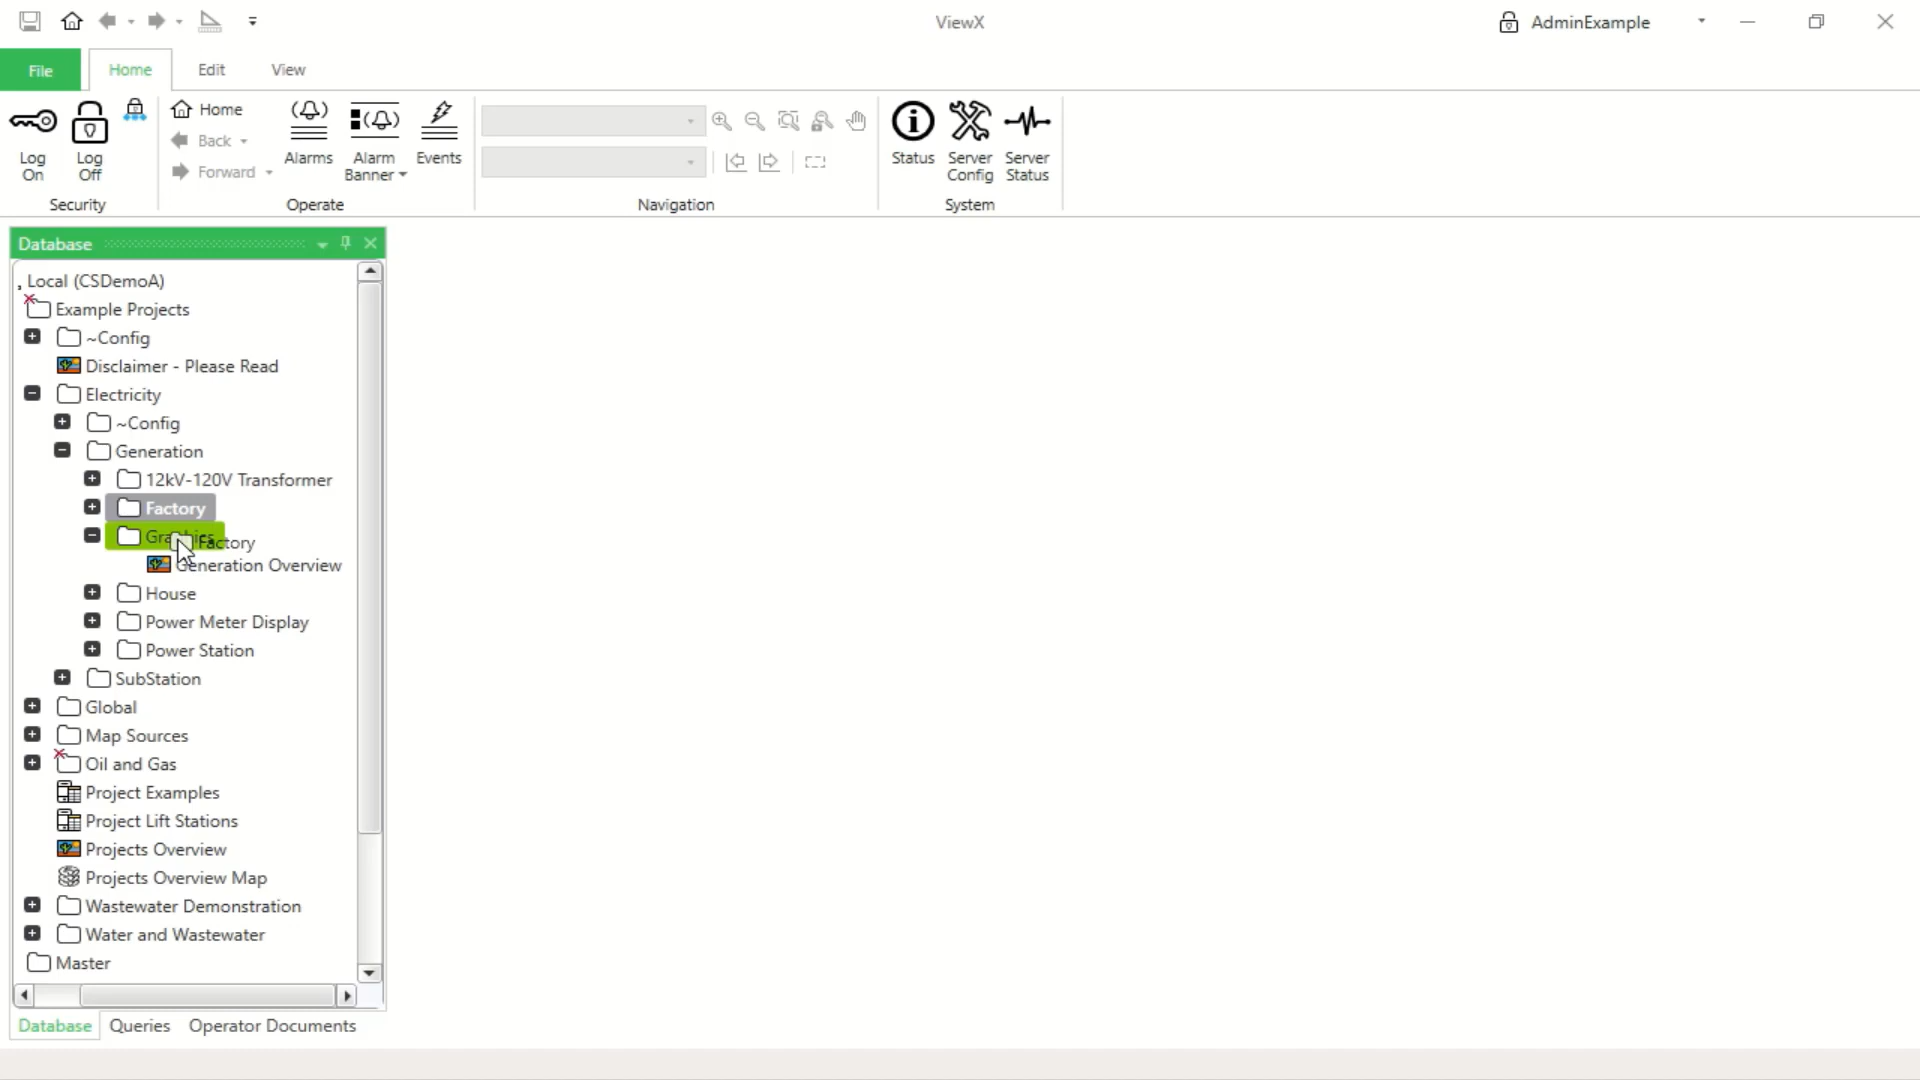 ViewX
AdminExample
File
Home
Edit
View
Log On
Log Off
Home
Back
Forward
Alarms
Alarm Banner
Events
Status
Server Config
Server Status
Security
Operate
Navigation
System
Database
Local (CSDemoA)
Example Projects
~Config
Disclaimer - Please Read
Electricity
~Config
Generation
12kV-120V Transformer
Factory
Graphics
Factory
Generation Overview
House
Power Meter Display
Power Station
SubStation
Global
Map Sources
Oil and Gas
Project Examples
Project Lift Stations
Projects Overview
Projects Overview Map
Wastewater Demonstration
Water and Wastewater
Master
Database
Queries
Operator Documents